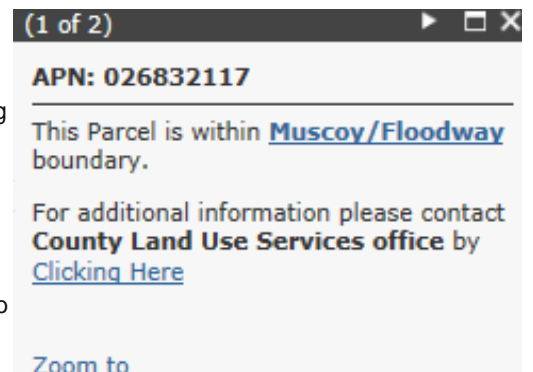 (1 of 2)
APN: 026832117
This Parcel is within Muscoy/Floodway
boundary.
For additional information please contact
County Land Use Services office by
Clicking Here
Zoom to